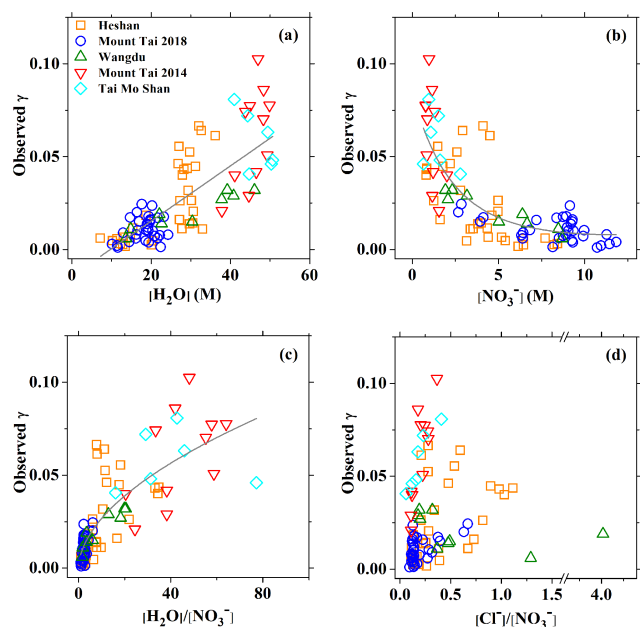 Heshan
Mount Tai 2018
Wangdu
Mount Tai 2014
Tai Mo Shan
(a)
0.10
0.05
0.00
Observed γ
0 20 40 60
[H₂O] (M)
(b)
0.10
0.05
0.00
Observed γ
0 5 10
[NO₃⁻] (M)
(c)
0.10
0.05
0.00
Observed γ
0 40 80
[H₂O]/[NO₃⁻]
(d)
0.10
0.05
0.00
Observed γ
0.0 0.5 1.0 1.5 4.0
[Cl⁻]/[NO₃⁻]